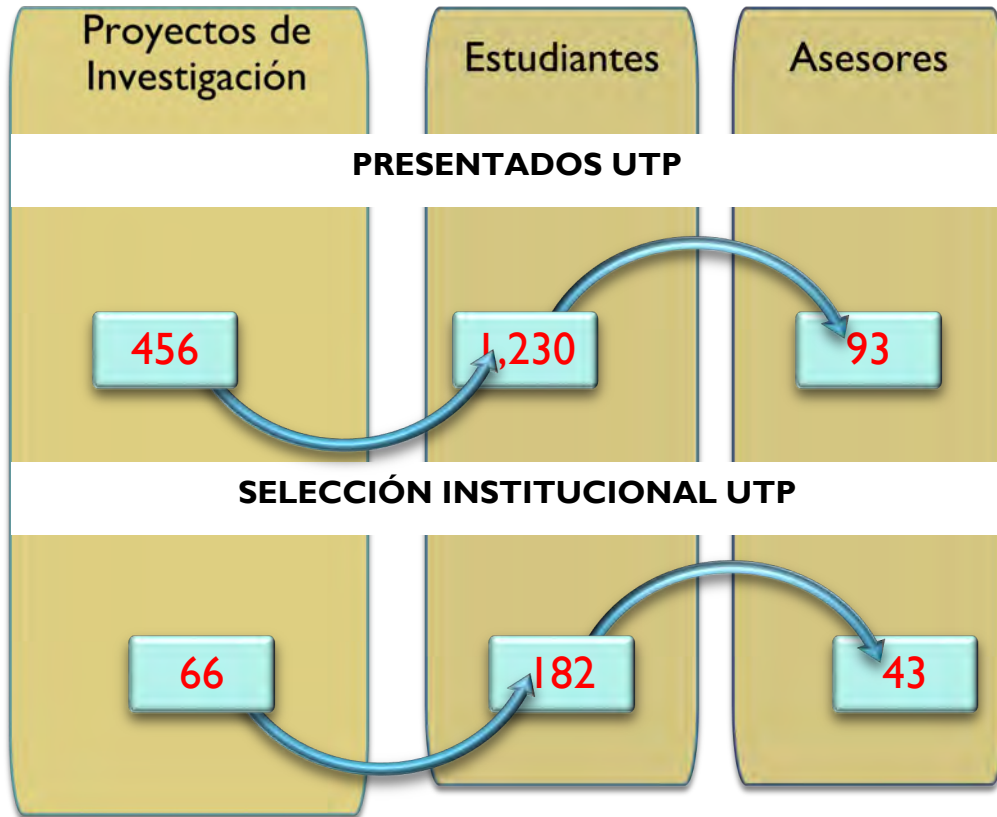 Proyectos de
Investigación
Estudiantes
Asesores
PRESENTADOS UTP
456
1,230
93
SELECCIÓN INSTITUCIONAL UTP
66
182
43